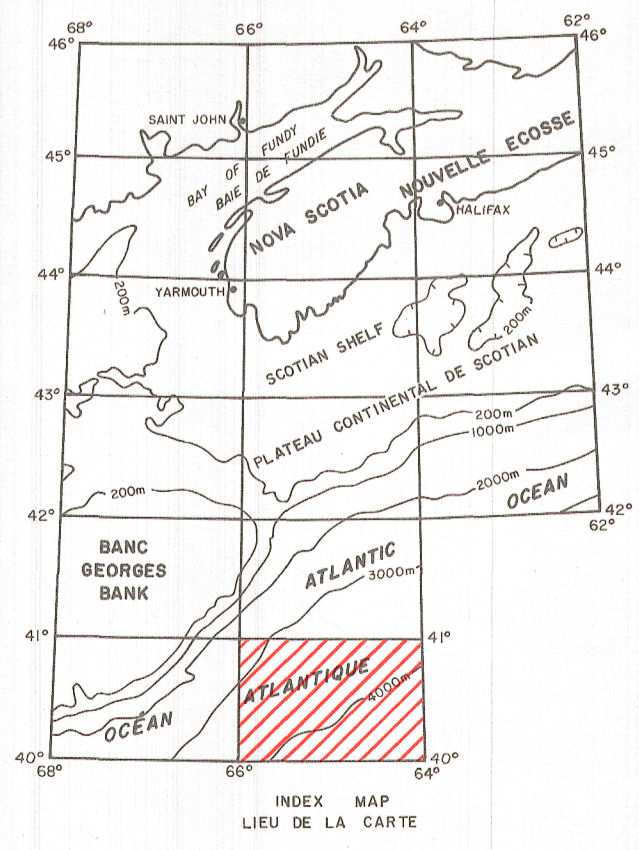 68° 66° 64° 62°
46° 46°
SAINT JOHN
BAY OF FUNDY
BAIE DE FUNDIE
45° 45°
NOVA SCOTIA NOUVELLE ECOSSE
HALIFAX
44° 44°
200m
YARMOUTH
200m
SCOTIAN SHELF
PLATEAU CONTINENTAL DE SCOTIAN
43° 43°
200m
1000m
2000m
200m
OCEAN
42° 42°
62°
BANC
GEORGES
BANK
ATLANTIC
3000m
41° 41°
ATLANTIQUE
4000m
OCÉAN
40° 40°
68° 66° 64°
INDEX MAP
LIEU DE LA CARTE